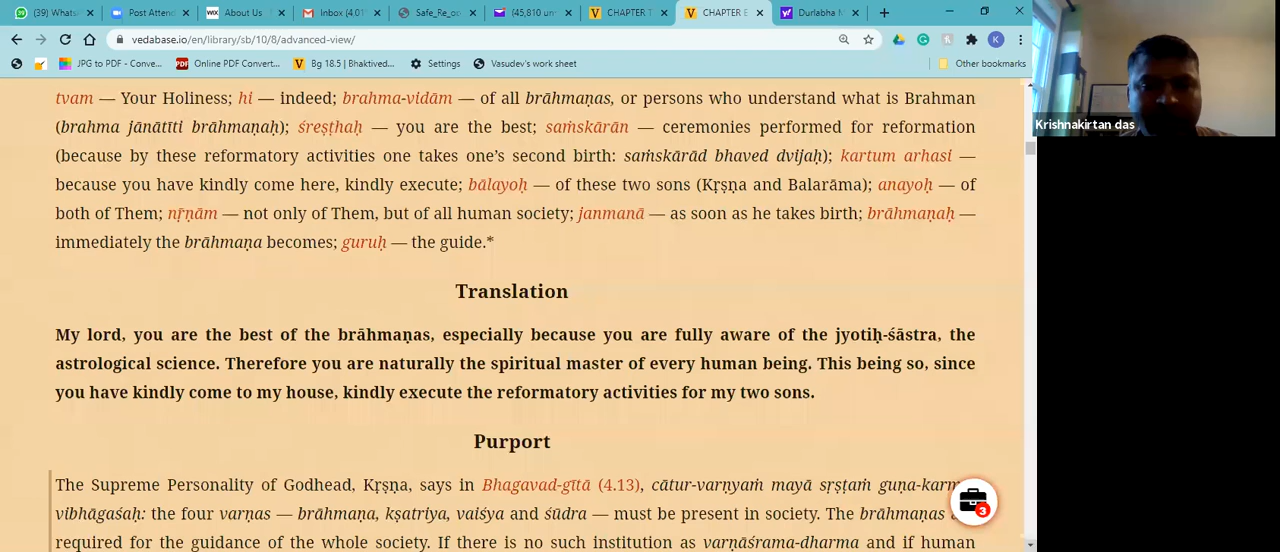 (39) Whats
Post Attend
About Us
Inbox (4,01
Safe_Re_op
(45,810 un
CHAPTER T
CHAPTER E
Durlabha M
vedabase.io/en/library/sb/10/8/advanced-view/
JPG to PDF - Conve...
Online PDF Convert...
Bg 18.5 | Bhaktived...
Settings
Vasudev's work sheet
Other bookmarks
Krishnakirtan das
tvam — Your Holiness; hi — indeed; brahma-vidām — of all brāhmaṇas, or persons who understand what is Brahman
(brahma jānātīti brāhmaṇaḥ); śreṣṭhaḥ — you are the best; saṁskārān — ceremonies performed for reformation
(because by these reformatory activities one takes one’s second birth: saṁskārād bhaved dvijaḥ); kartum arhasi —
because you have kindly come here, kindly execute; bālayoḥ — of these two sons (Kṛṣṇa and Balarāma); anayoḥ — of
both of Them; nṝṇām — not only of Them, but of all human society; janmanā — as soon as he takes birth; brāhmaṇaḥ —
immediately the brāhmaṇa becomes; guruḥ — the guide.*
Translation
My lord, you are the best of the brāhmaṇas, especially because you are fully aware of the jyotiḥ-śāstra, the
astrological science. Therefore you are naturally the spiritual master of every human being. This being so, since
you have kindly come to my house, kindly execute the reformatory activities for my two sons.
Purport
The Supreme Personality of Godhead, Kṛṣṇa, says in Bhagavad-gītā (4.13), cātur-varṇyaṁ mayā sṛṣṭaṁ guṇa-karm
vibhāgaśaḥ: the four varṇas — brāhmaṇa, kṣatriya, vaiśya and śūdra — must be present in society. The brāhmaṇas
required for the guidance of the whole society. If there is no such institution as varṇāśrama-dharma and if human
3